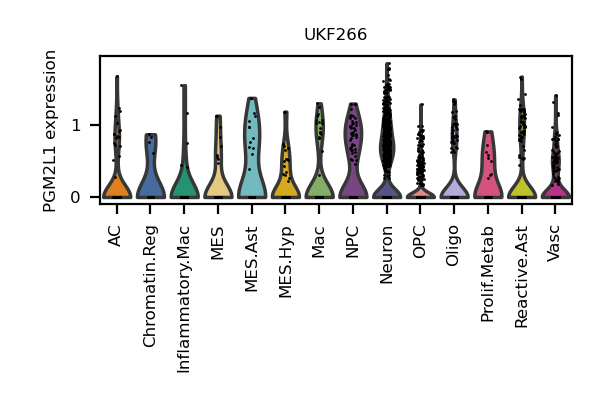 UKF266
PGM2L1 expression
1
0
AC
Chromatin.Reg
Inflammatory.Mac
MES
MES.Ast
MES.Hyp
Mac
NPC
Neuron
OPC
Oligo
Prolif.Metab
Reactive.Ast
Vasc